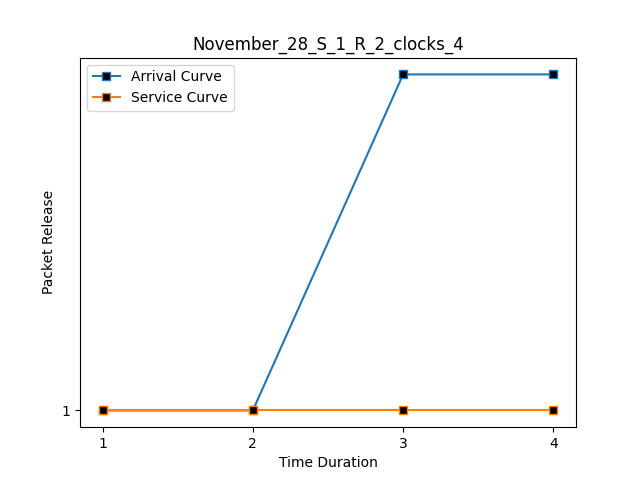 November_28_S_1_R_2_clocks_4
Arrival Curve
Service Curve
Packet Release
1
1 2 3 4
Time Duration